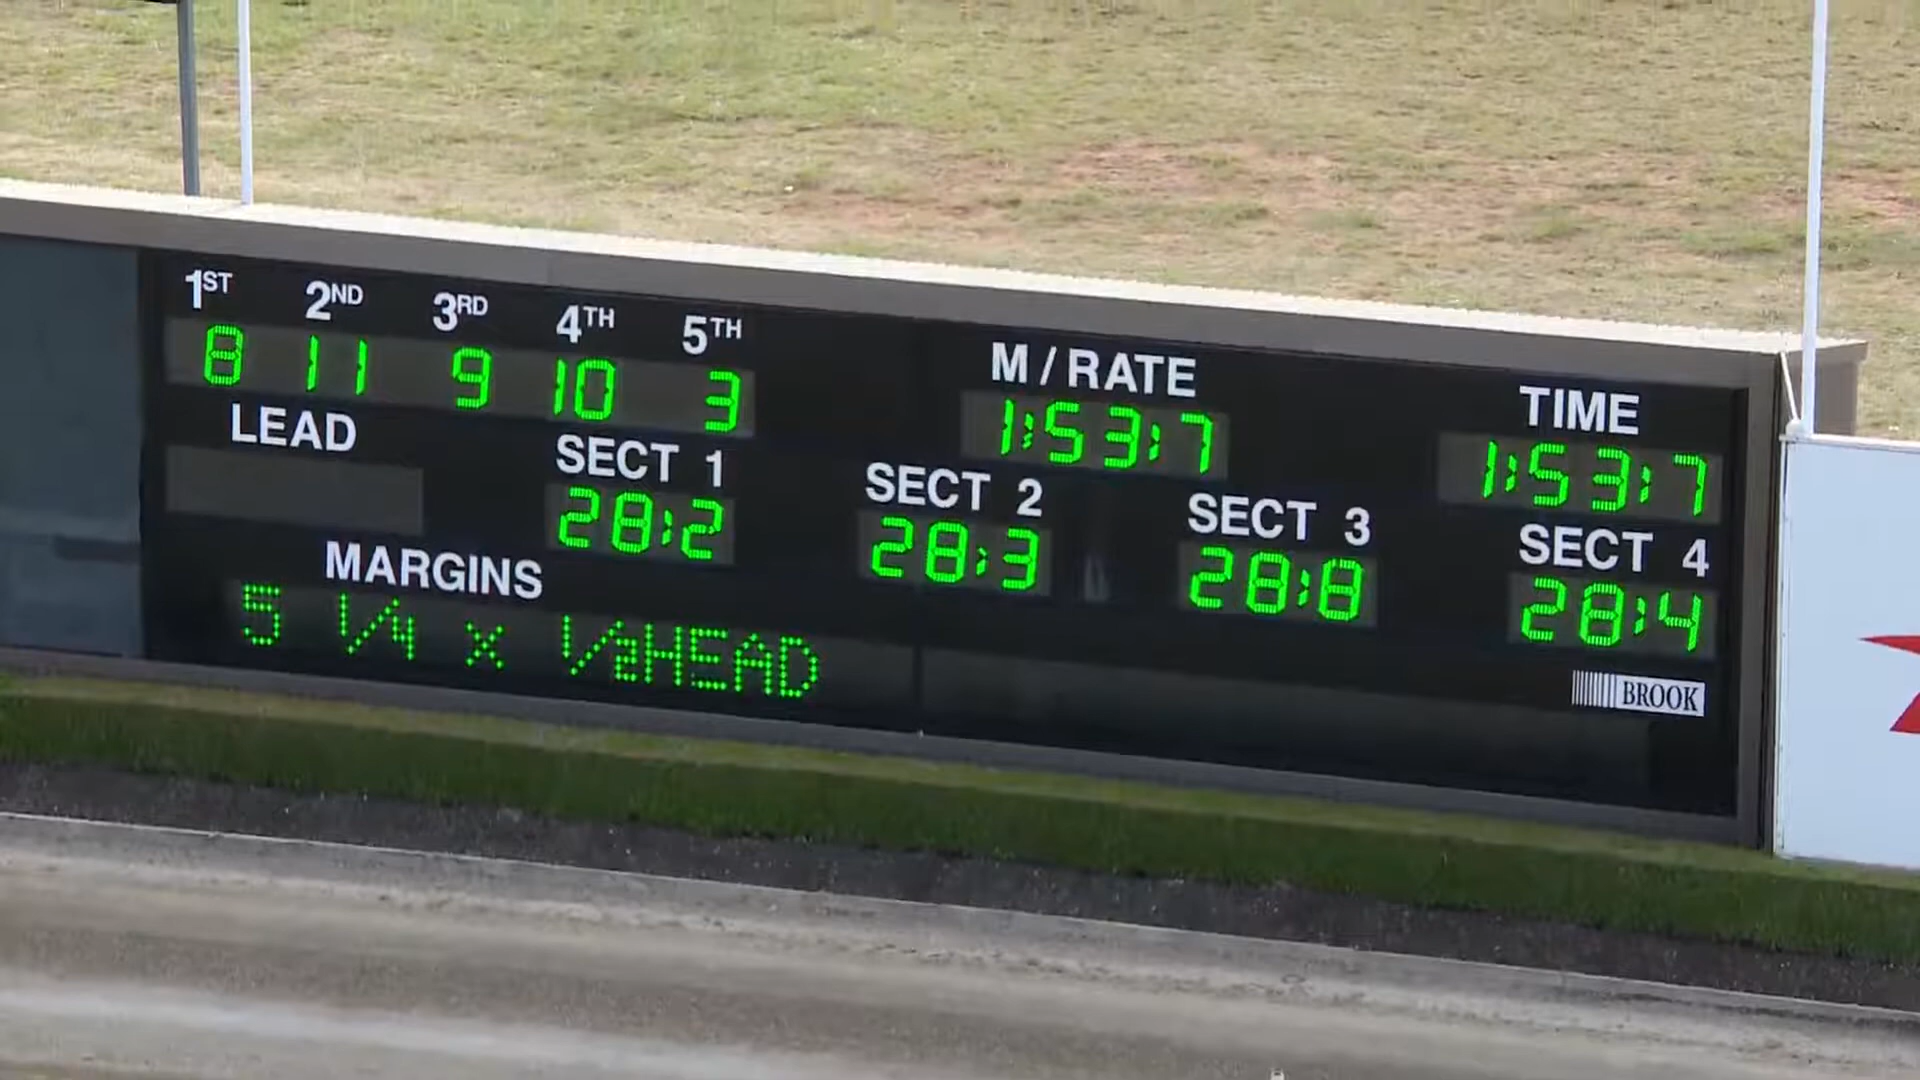 1ST 2ND 3RD 4TH 5TH
8 11 9 10 3
M/RATE
1:53:7
TIME
1:53:7
LEAD
SECT 1
28:2
SECT 2
28:3
SECT 3
28:8
SECT 4
28:4
MARGINS
5 1/4 x 1/2HEAD
BROOK